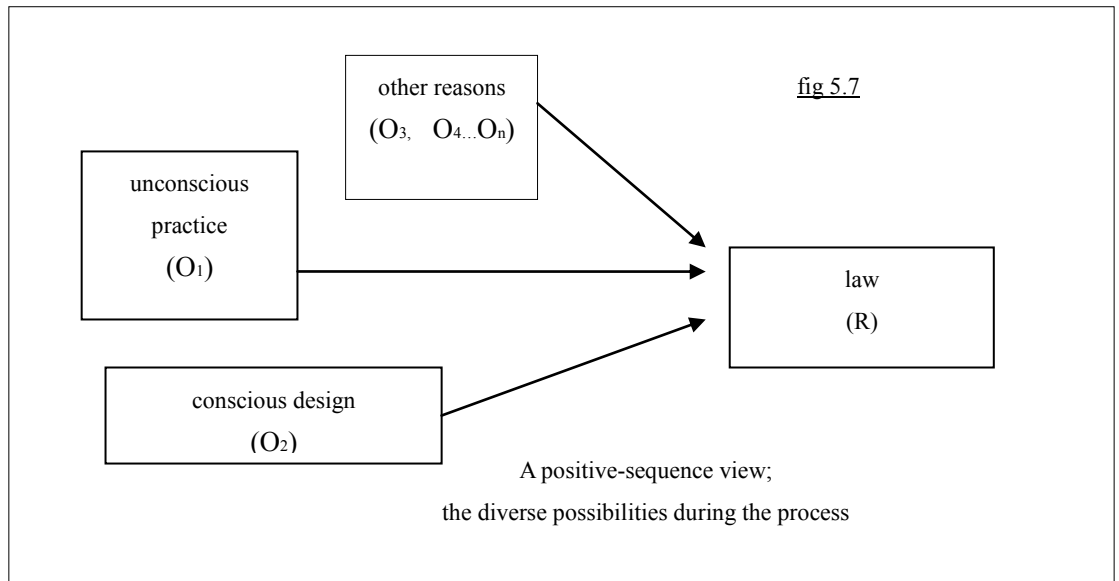 other reasons
(O₃,   O₄…Oₙ)
fig 5.7
unconscious
practice
(O₁)
law
(R)
conscious design
(O₂)
A positive-sequence view;
the diverse possibilities during the process